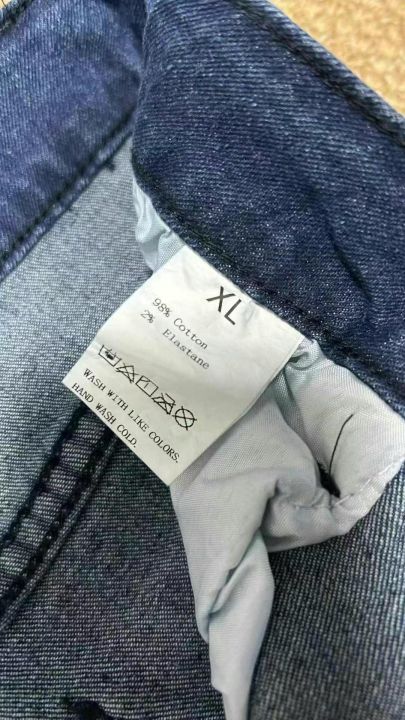 XL
98% Cotton
2% Elastane
WASH WITH LIKE COLORS.
HAND WASH COLD.